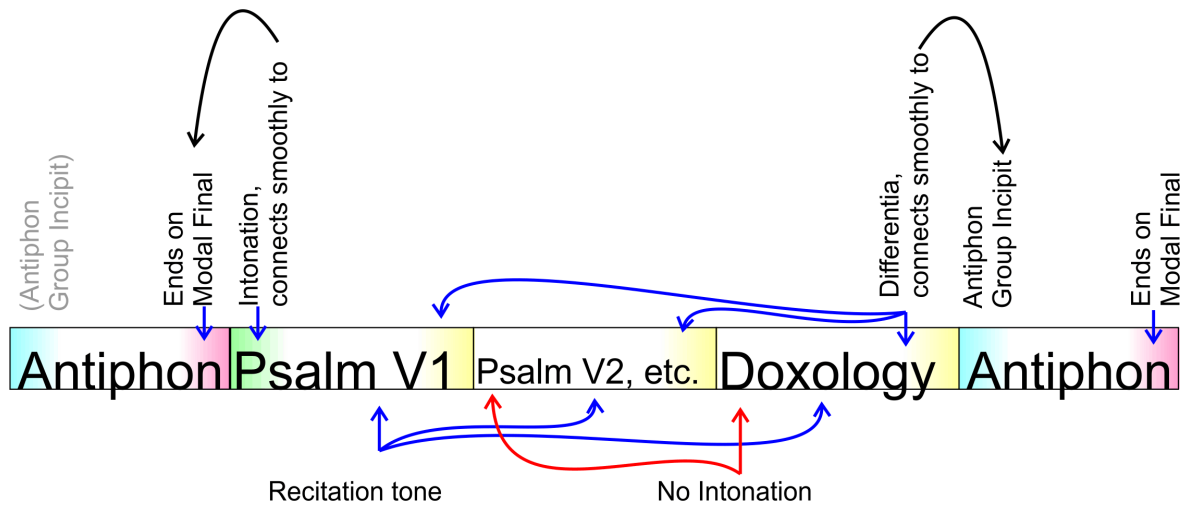 (Antiphon
Group Incipit)
Ends on
Modal Final
Intonation,
connects smoothly to
Differentia,
connects smoothly to
Antiphon
Group Incipit
Ends on
Modal Final
Antiphon
Psalm V1
Psalm V2, etc.
Doxology
Antiphon
Recitation tone
No Intonation